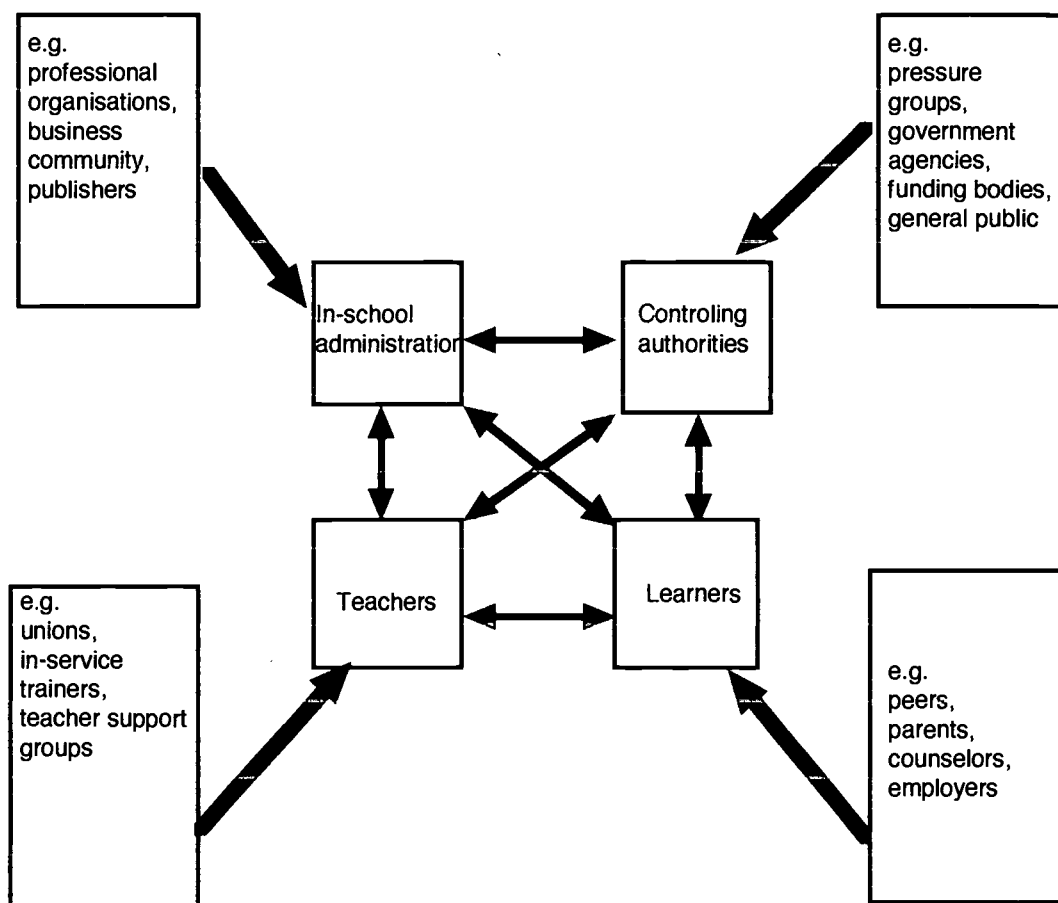 e.g.
professional
organisations,
business
community,
publishers
e.g.
pressure
groups,
government
agencies,
funding bodies,
general public
In-school
administration
Controling
authorities
Teachers
Learners
e.g.
unions,
in-service
trainers,
teacher support
groups
e.g.
peers,
parents,
counselors,
employers